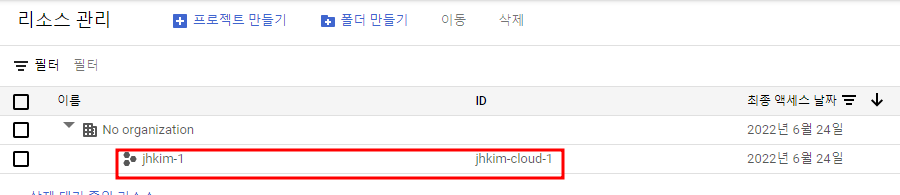 리소스 관리 프로젝트 만들기 폴더 만들기 이동 삭제
필터 필터
이름 ID 최종 액세스 날짜
No organization 2022년 6월 24일
jhkim-1 jhkim-cloud-1 2022년 6월 24일